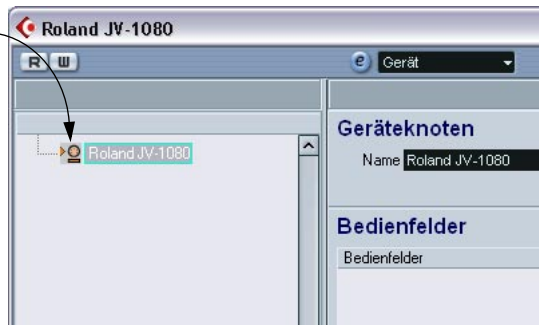 Roland JV-1080
R W
e Gerät
Roland JV-1080
Geräteknoten
Name Roland JV-1080
Bedienfelder
Bedienfelder